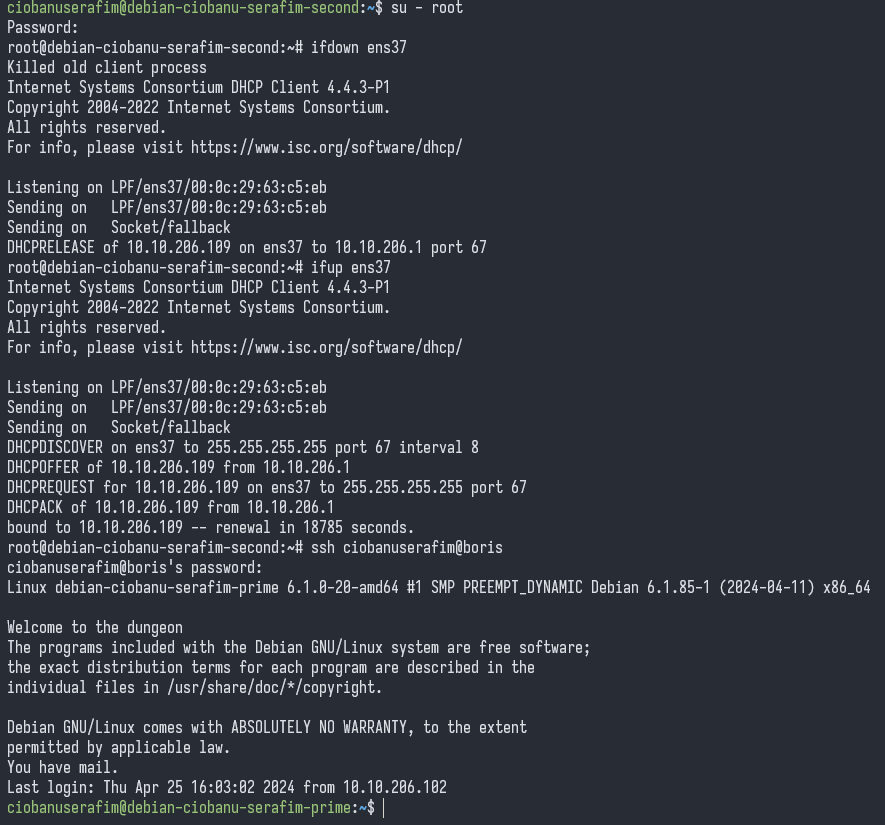 ciobanuserafim@debian-ciobanu-serafim-second:~$ su - root
Password:
root@debian-ciobanu-serafim-second:~# ifdown ens37
Killed old client process
Internet Systems Consortium DHCP Client 4.4.3-P1
Copyright 2004-2022 Internet Systems Consortium.
All rights reserved.
For info, please visit https://www.isc.org/software/dhcp/

Listening on LPF/ens37/00:0c:29:63:c5:eb
Sending on   LPF/ens37/00:0c:29:63:c5:eb
Sending on   Socket/fallback
DHCPRELEASE of 10.10.206.109 on ens37 to 10.10.206.1 port 67
root@debian-ciobanu-serafim-second:~# ifup ens37
Internet Systems Consortium DHCP Client 4.4.3-P1
Copyright 2004-2022 Internet Systems Consortium.
All rights reserved.
For info, please visit https://www.isc.org/software/dhcp/

Listening on LPF/ens37/00:0c:29:63:c5:eb
Sending on   LPF/ens37/00:0c:29:63:c5:eb
Sending on   Socket/fallback
DHCPDISCOVER on ens37 to 255.255.255.255 port 67 interval 8
DHCPOFFER of 10.10.206.109 from 10.10.206.1
DHCPREQUEST for 10.10.206.109 on ens37 to 255.255.255.255 port 67
DHCPACK of 10.10.206.109 from 10.10.206.1
bound to 10.10.206.109 -- renewal in 18785 seconds.
root@debian-ciobanu-serafim-second:~# ssh ciobanuserafim@boris
ciobanuserafim@boris's password:
Linux debian-ciobanu-serafim-prime 6.1.0-20-amd64 #1 SMP PREEMPT_DYNAMIC Debian 6.1.85-1 (2024-04-11) x86_64

Welcome to the dungeon
The programs included with the Debian GNU/Linux system are free software;
the exact distribution terms for each program are described in the
individual files in /usr/share/doc/*/copyright.

Debian GNU/Linux comes with ABSOLUTELY NO WARRANTY, to the extent
permitted by applicable law.
You have mail.
Last login: Thu Apr 25 16:03:02 2024 from 10.10.206.102
ciobanuserafim@debian-ciobanu-serafim-prime:~$